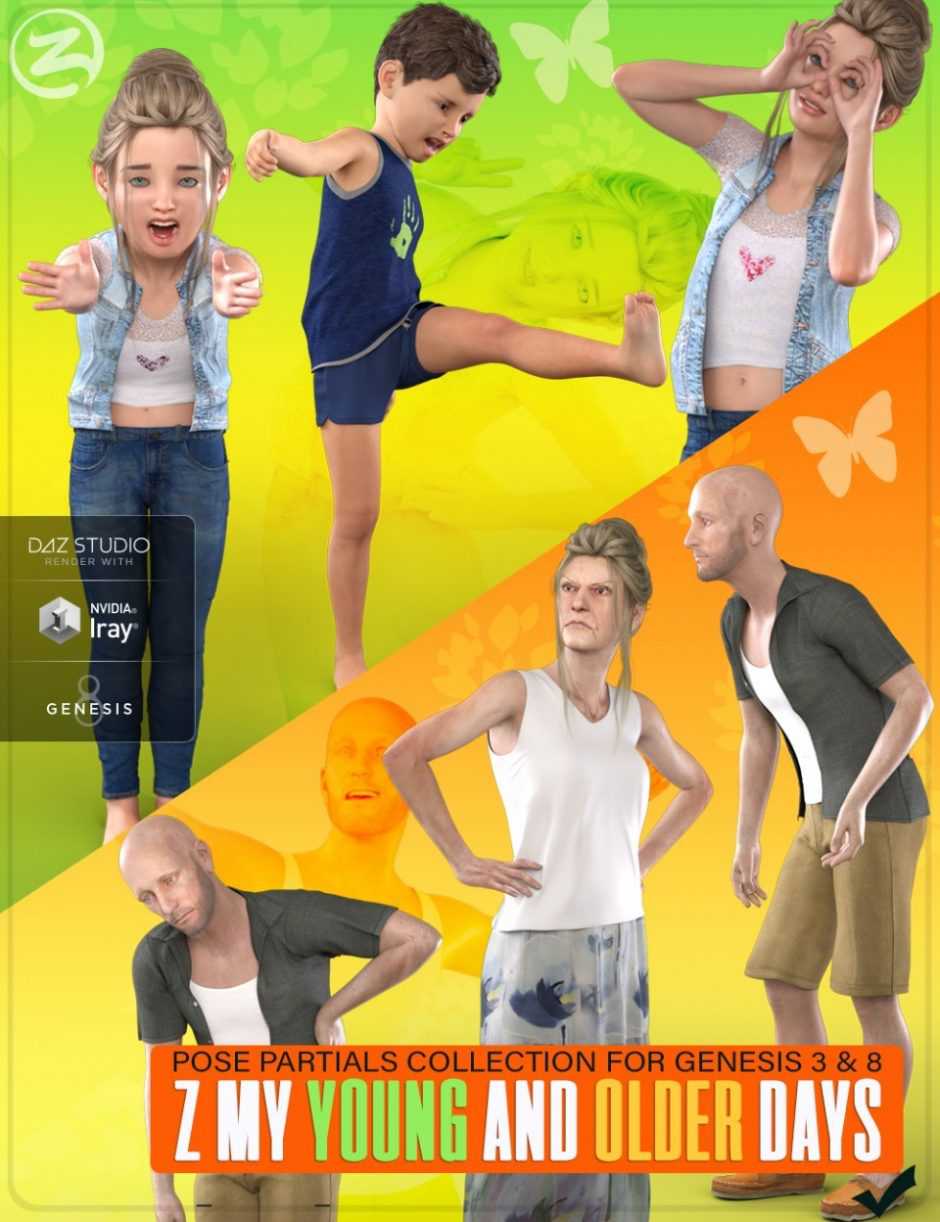 Z
DAZ STUDIO
RENDER WITH
NVIDIA®
Iray®
8
GENESIS
POSE PARTIALS COLLECTION FOR GENESIS 3 & 8
Z MY YOUNG AND OLDER DAYS